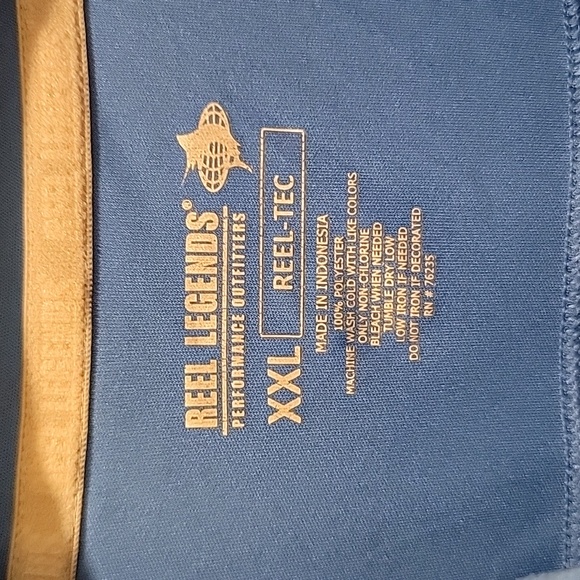 REEL LEGENDS®
PERFORMANCE OUTFITTERS
XXL REEL-TEC
MADE IN INDONESIA
100% POLYESTER
MACHINE WASH COLD WITH LIKE COLORS
ONLY NON-CHLORINE
BLEACH WHEN NEEDED
TUMBLE DRY LOW
LOW IRON IF NEEDED
DO NOT IRON IF DECORATED
RN # 76235